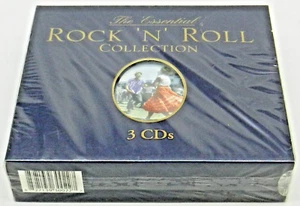 The Essential
ROCK 'N' ROLL
COLLECTION
3 CDs